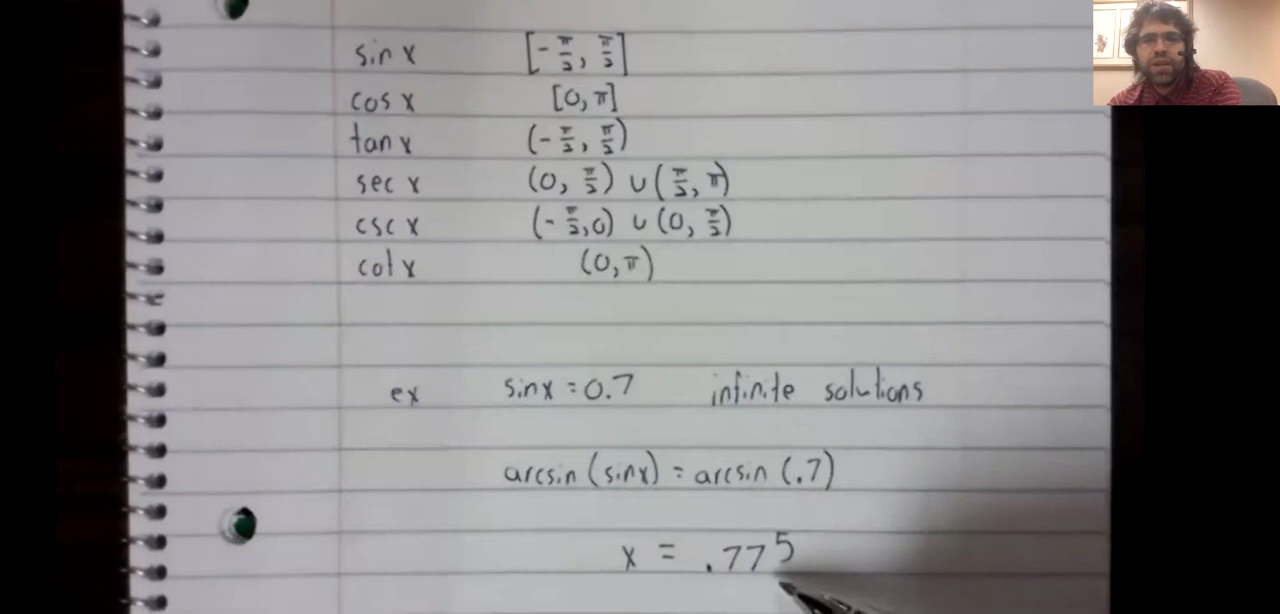 sin x [-π/2, π/2]
cos x [0, π]
tan x (-π/2, π/2)
sec x (0, π/2) ∪ (π/2, π)
csc x (-π/2, 0) ∪ (0, π/2)
cot x (0, π)
ex sin x = 0.7 infinite solutions
arcsin (sin x) = arcsin (.7)
x = .775